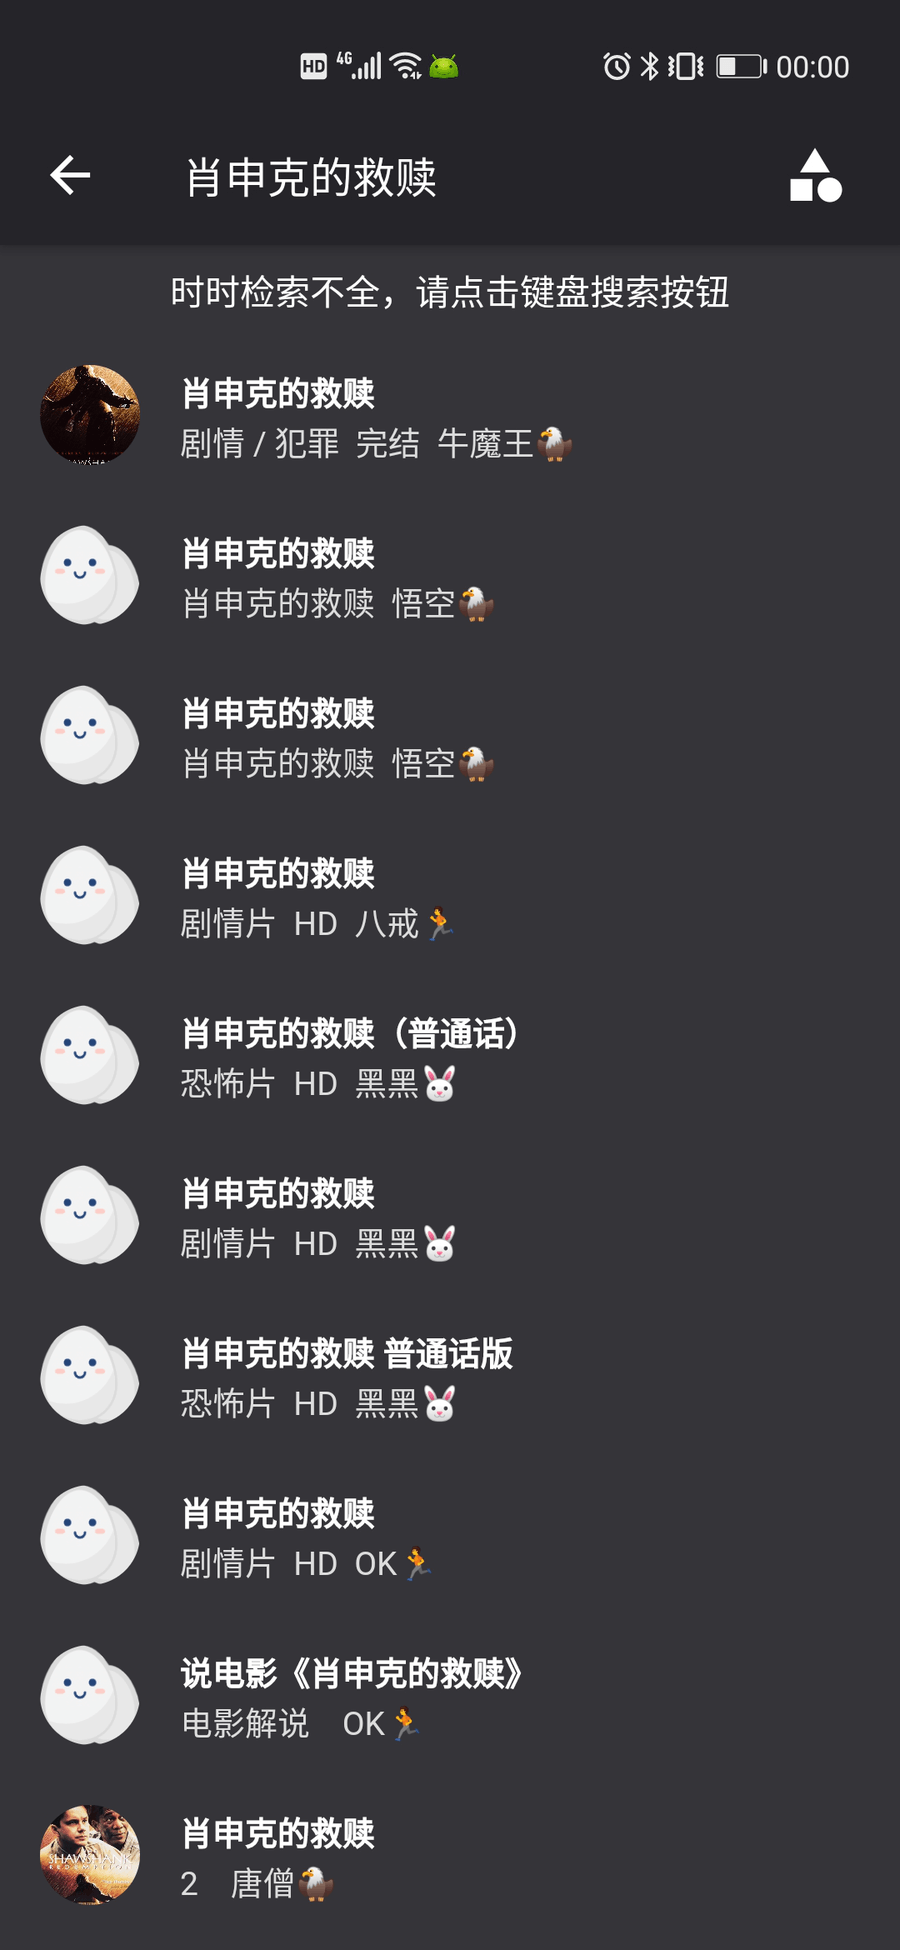 HD 4G 00:00
肖申克的救赎
时时检索不全，请点击键盘搜索按钮
肖申克的救赎
剧情 / 犯罪 完结 牛魔王🦅
肖申克的救赎
肖申克的救赎 悟空🦅
肖申克的救赎
肖申克的救赎 悟空🦅
肖申克的救赎
剧情片 HD 八戒🏃
肖申克的救赎（普通话）
恐怖片 HD 黑黑🐰
肖申克的救赎
剧情片 HD 黑黑🐰
肖申克的救赎 普通话版
恐怖片 HD 黑黑🐰
肖申克的救赎
剧情片 HD OK🏃
说电影《肖申克的救赎》
电影解说 OK🏃
SHAWSHANK
REDEMPTION
肖申克的救赎
2 唐僧🦅